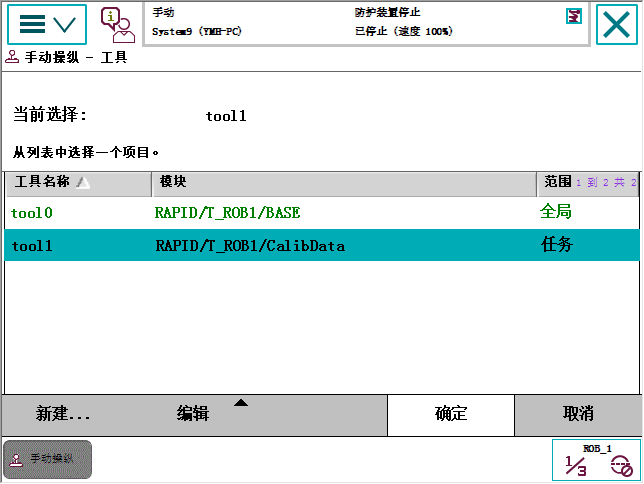 手动 防护装置停止
System9 (YMH-PC) 已停止 (速度 100%)
手动操纵 - 工具
当前选择: tool1
从列表中选择一个项目。
工具名称 模块 范围 1 到 2 共 2
tool0 RAPID/T_ROB1/BASE 全局
tool1 RAPID/T_ROB1/CalibData 任务
新建... 编辑 确定 取消
手动操纵 ROB_1
1/3